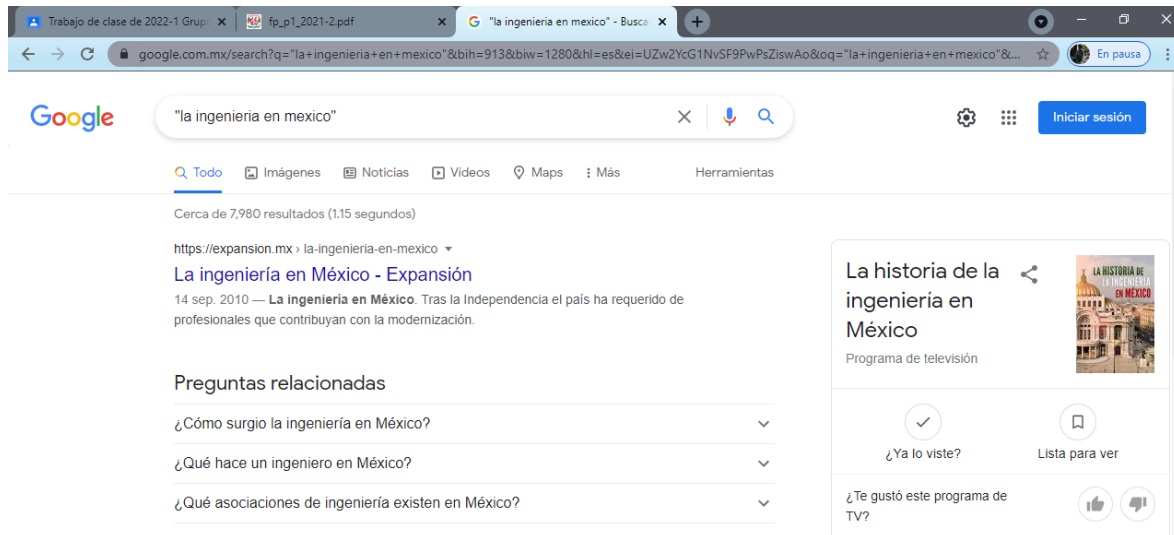 Trabajo de clase de 2022-1 Grup
fp_p1_2021-2.pdf
"la ingenieria en mexico" - Busca
google.com.mx/search?q="la+ingenieria+en+mexico"&bih=913&biw=1280&hl=es&ei=UZw2YcG1NvSF9PwPsZiswAo&oq="la+ingenieria+en+mexico"&...
En pausa
Google
"la ingenieria en mexico"
Iniciar sesión
Todo
Imágenes
Noticias
Videos
Maps
Más
Herramientas
Cerca de 7,980 resultados (1.15 segundos)
https://expansion.mx › la-ingenieria-en-mexico
La ingeniería en México - Expansión
14 sep. 2010 — La ingeniería en México. Tras la Independencia el país ha requerido de
profesionales que contribuyan con la modernización.
Preguntas relacionadas
¿Cómo surgio la ingeniería en México?
¿Qué hace un ingeniero en México?
¿Qué asociaciones de ingeniería existen en México?
La historia de la
ingeniería en
México
Programa de televisión
LA HISTORIA DE
LA INGENIERÍA
EN MÉXICO
¿Ya lo viste?
Lista para ver
¿Te gustó este programa de
TV?